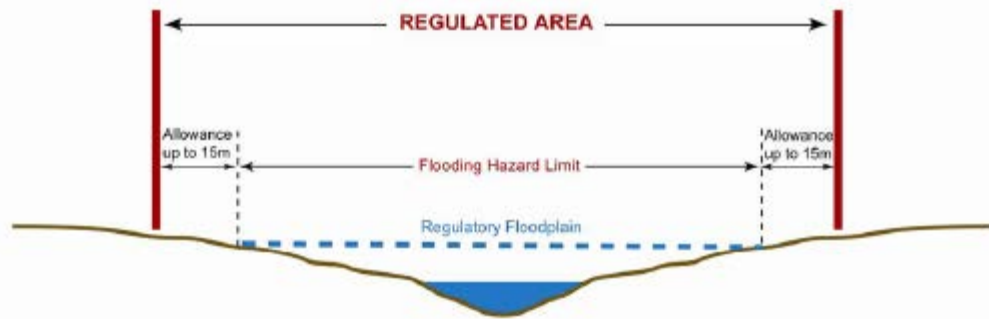 REGULATED AREA
Allowance
up to 15m
Allowance
up to 15m
Flooding Hazard Limit
Regulatory Floodplain